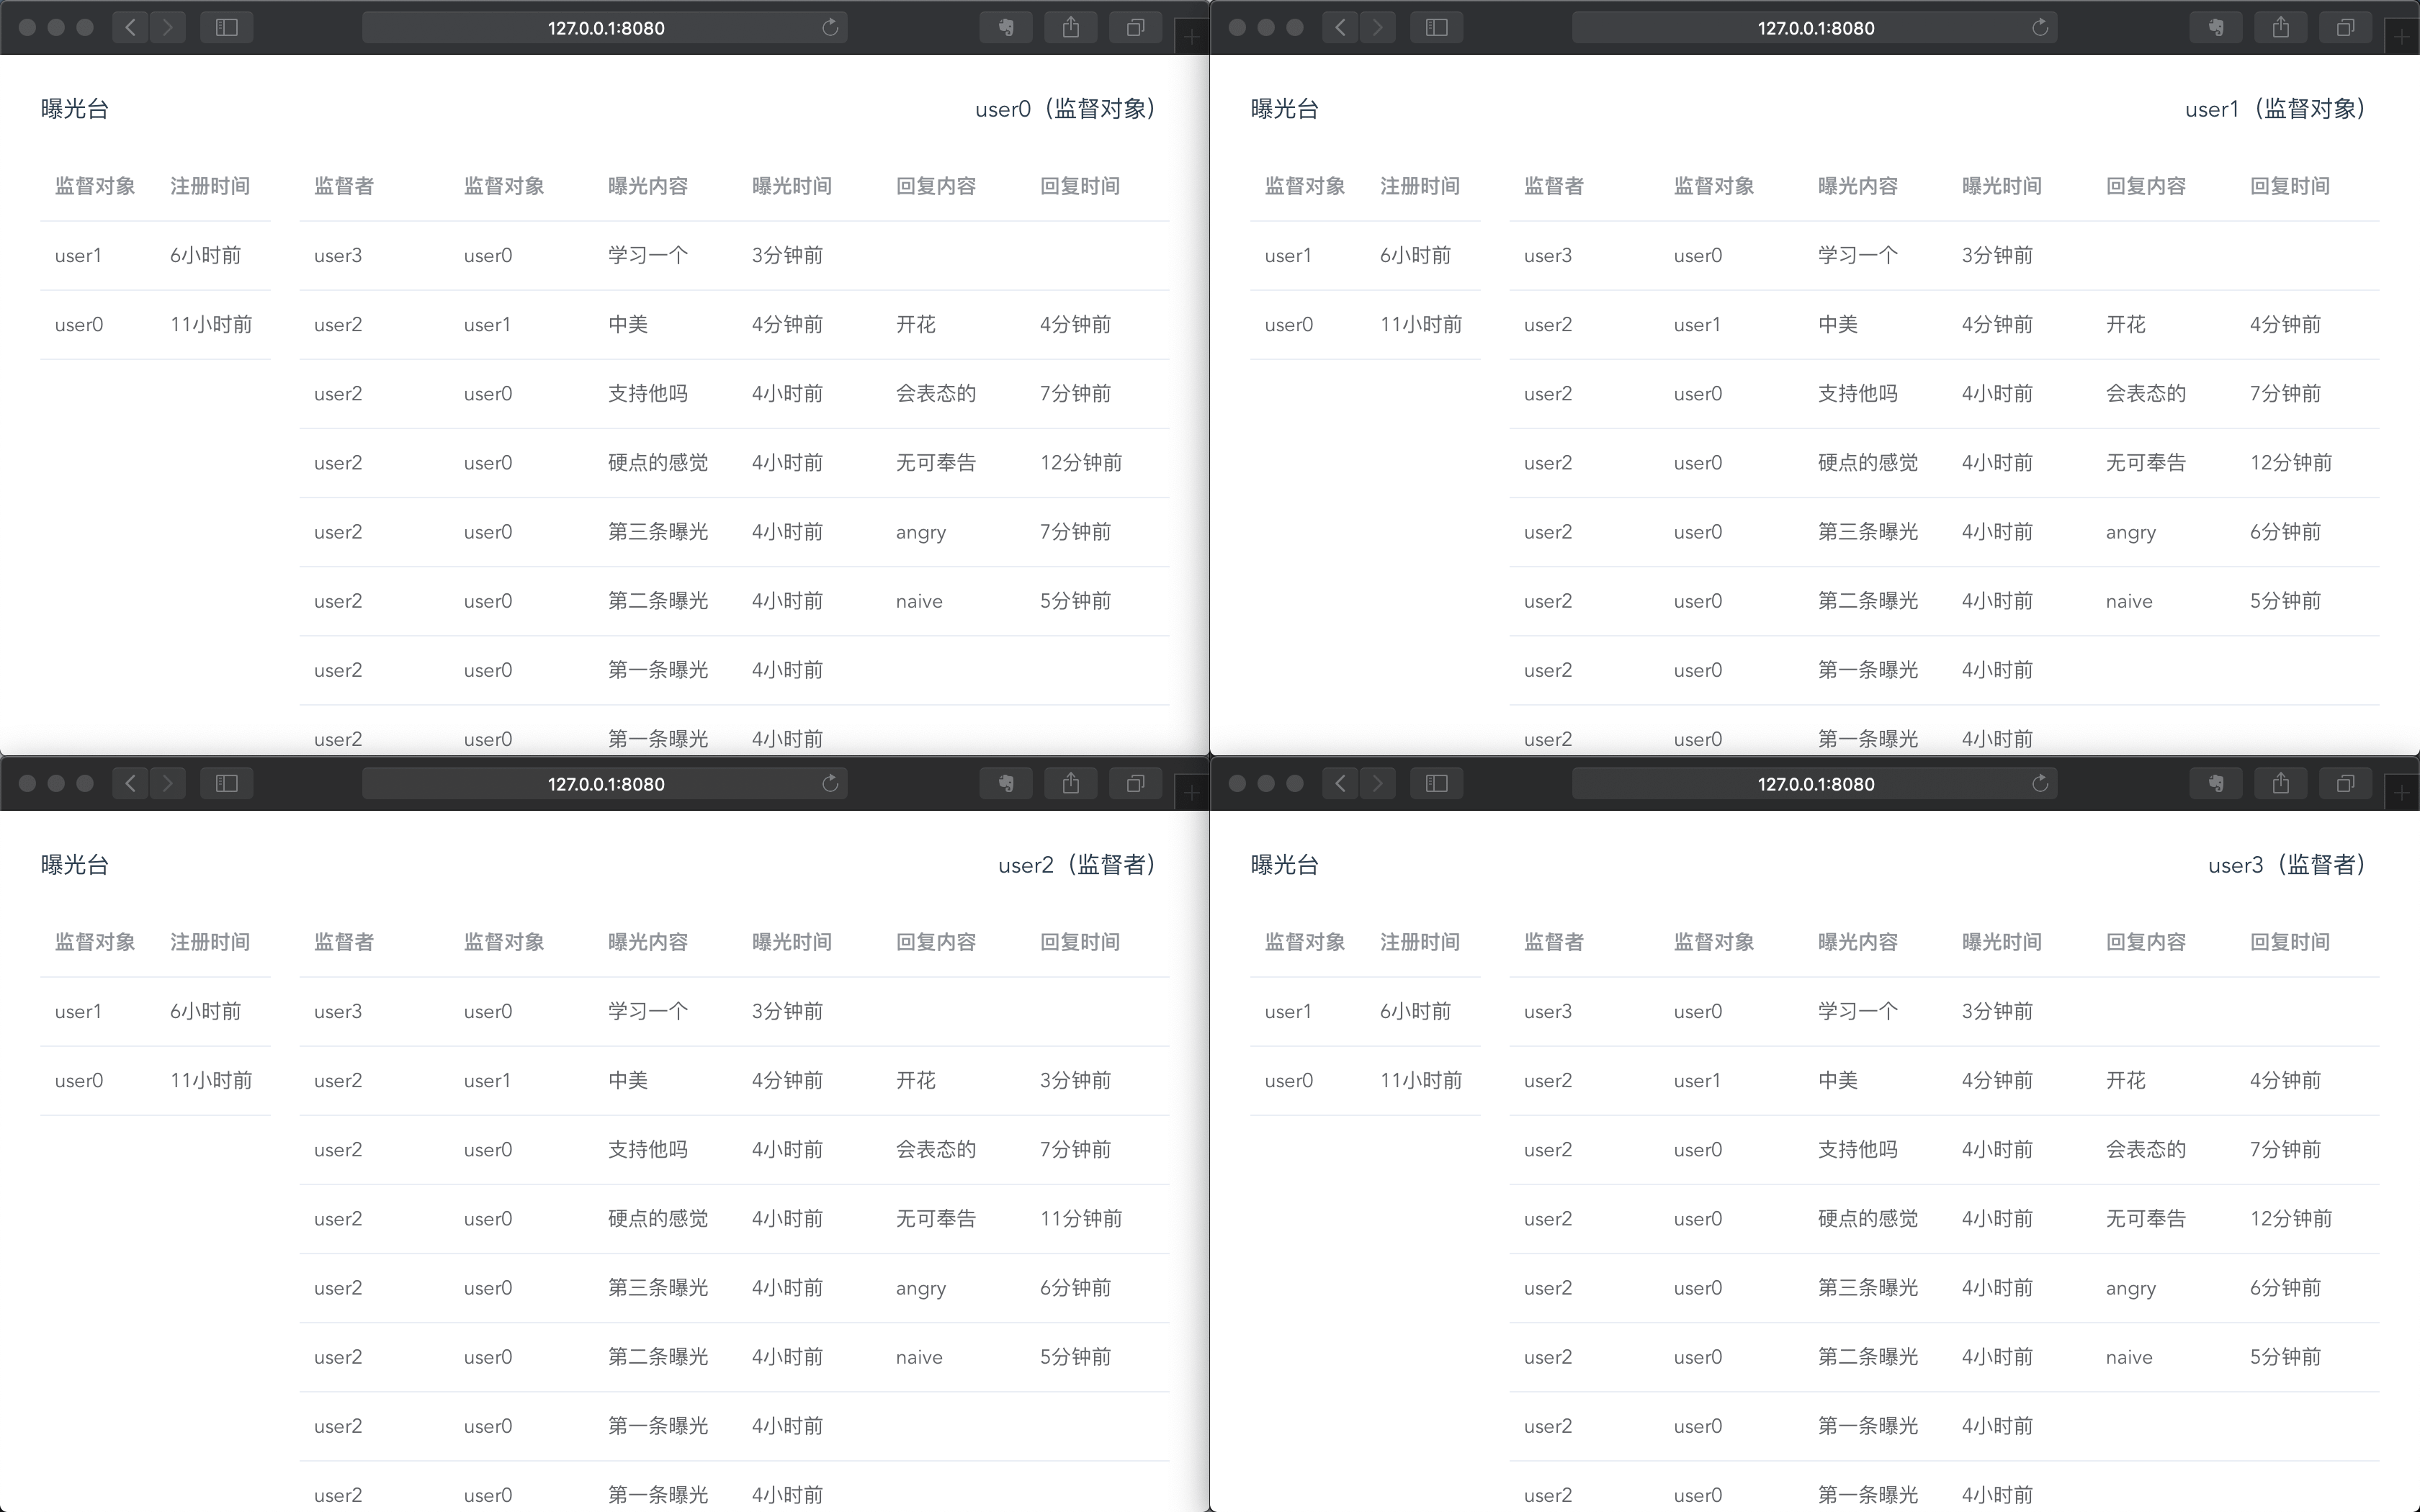 127.0.0.1:8080
曝光台 user0（监督对象）
监督对象 注册时间 监督者 监督对象 曝光内容 曝光时间 回复内容 回复时间
user1 6小时前 user3 user0 学习一个 3分钟前
user0 11小时前 user2 user1 中美 4分钟前 开花 4分钟前
user2 user0 支持他吗 4小时前 会表态的 7分钟前
user2 user0 硬点的感觉 4小时前 无可奉告 12分钟前
user2 user0 第三条曝光 4小时前 angry 7分钟前
user2 user0 第二条曝光 4小时前 naive 5分钟前
user2 user0 第一条曝光 4小时前
user2 user0 第一条曝光 4小时前
127.0.0.1:8080
曝光台 user1（监督对象）
监督对象 注册时间 监督者 监督对象 曝光内容 曝光时间 回复内容 回复时间
user1 6小时前 user3 user0 学习一个 3分钟前
user0 11小时前 user2 user1 中美 4分钟前 开花 4分钟前
user2 user0 支持他吗 4小时前 会表态的 7分钟前
user2 user0 硬点的感觉 4小时前 无可奉告 12分钟前
user2 user0 第三条曝光 4小时前 angry 6分钟前
user2 user0 第二条曝光 4小时前 naive 5分钟前
user2 user0 第一条曝光 4小时前
user2 user0 第一条曝光 4小时前
127.0.0.1:8080
曝光台 user2（监督者）
监督对象 注册时间 监督者 监督对象 曝光内容 曝光时间 回复内容 回复时间
user1 6小时前 user3 user0 学习一个 3分钟前
user0 11小时前 user2 user1 中美 4分钟前 开花 3分钟前
user2 user0 支持他吗 4小时前 会表态的 7分钟前
user2 user0 硬点的感觉 4小时前 无可奉告 11分钟前
user2 user0 第三条曝光 4小时前 angry 6分钟前
user2 user0 第二条曝光 4小时前 naive 5分钟前
user2 user0 第一条曝光 4小时前
user2 user0 第一条曝光 4小时前
127.0.0.1:8080
曝光台 user3（监督者）
监督对象 注册时间 监督者 监督对象 曝光内容 曝光时间 回复内容 回复时间
user1 6小时前 user3 user0 学习一个 3分钟前
user0 11小时前 user2 user1 中美 4分钟前 开花 4分钟前
user2 user0 支持他吗 4小时前 会表态的 7分钟前
user2 user0 硬点的感觉 4小时前 无可奉告 12分钟前
user2 user0 第三条曝光 4小时前 angry 6分钟前
user2 user0 第二条曝光 4小时前 naive 5分钟前
user2 user0 第一条曝光 4小时前
user2 user0 第一条曝光 4小时前